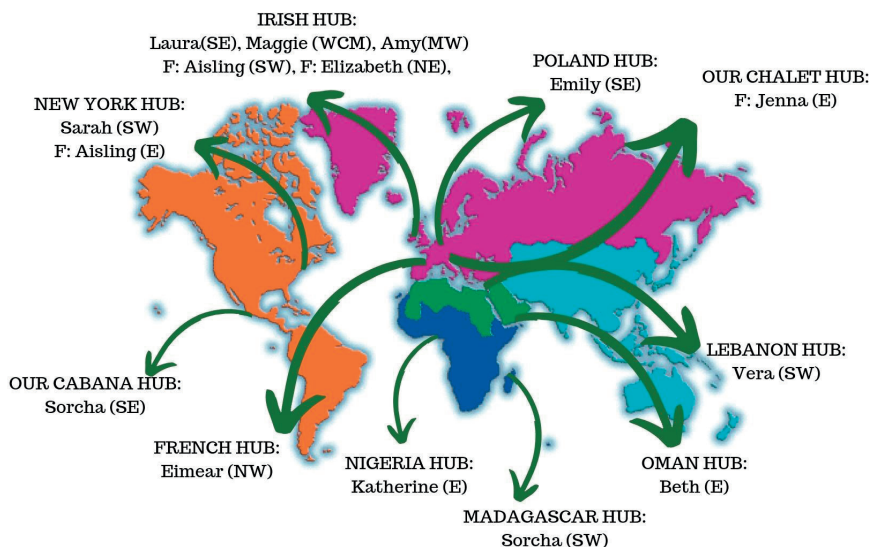 IRISH HUB:
Laura(SE), Maggie (WCM), Amy(MW)
F: Aisling (SW), F: Elizabeth (NE),
POLAND HUB:
Emily (SE)
OUR CHALET HUB:
F: Jenna (E)
NEW YORK HUB:
Sarah (SW)
F: Aisling (E)
LEBANON HUB:
Vera (SW)
OUR CABANA HUB:
Sorcha (SE)
FRENCH HUB:
Eimear (NW)
NIGERIA HUB:
Katherine (E)
OMAN HUB:
Beth (E)
MADAGASCAR HUB:
Sorcha (SW)